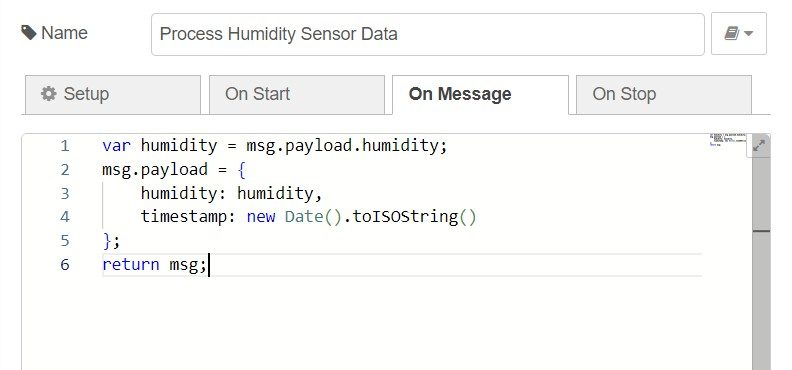 Name
Process Humidity Sensor Data
Setup
On Start
On Message
On Stop
1 var humidity = msg.payload.humidity;
2 msg.payload = {
3     humidity: humidity,
4     timestamp: new Date().toISOString()
5 };
6 return msg;